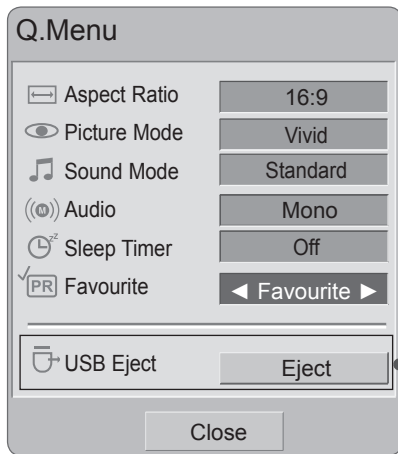 Q.Menu
Aspect Ratio 16:9
Picture Mode Vivid
Sound Mode Standard
((M)) Audio Mono
zz Sleep Timer Off
PR Favourite ◄ Favourite ►
USB Eject Eject
Close